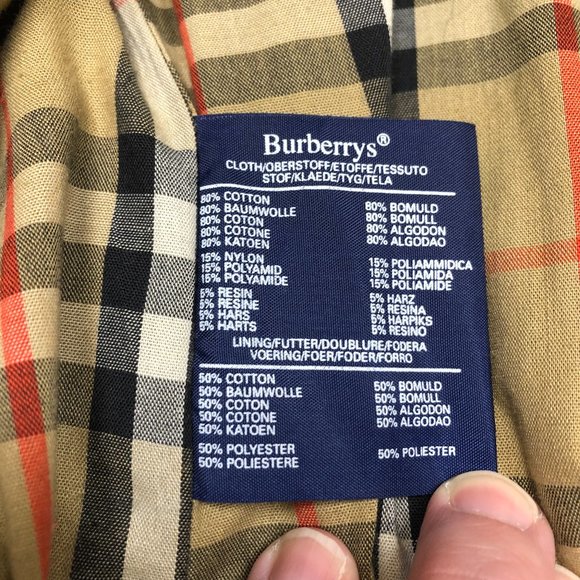 Burberrys®
CLOTH/OBERSTOFF/ETOFFE/TESSUTO
STOF/KLAEDE/TYG/TELA
80% COTTON
80% BAUMWOLLE
80% COTON
80% COTONE
80% KATOEN
80% BOMULD
80% BOMULL
80% ALGODON
80% ALGODAO
15% NYLON
15% POLYAMID
15% POLYAMIDE
15% POLIAMMIDICA
15% POLIAMIDA
15% POLIAMIDE
5% RESIN
5% RESINE
5% HARS
5% HARTS
5% HARZ
5% RESINA
5% HARPIKS
5% RESINO
LINING/FUTTER/DOUBLURE/FODERA
VOERING/FOER/FODER/FORRO
50% COTTON
50% BAUMWOLLE
50% COTON
50% COTONE
50% KATOEN
50% BOMULD
50% BOMULL
50% ALGODON
50% ALGODAO
50% POLYESTER
50% POLIESTERE
50% POLIESTER